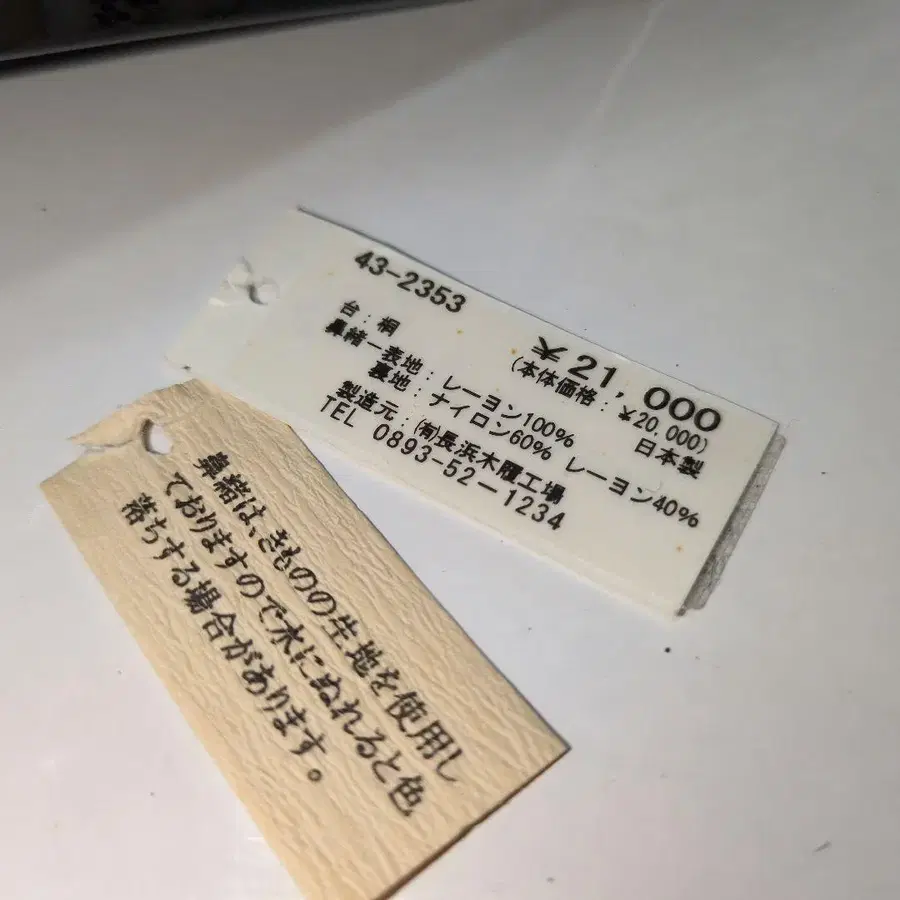 43-2353
¥21,000
(本体価格:¥20,000)
台:桐
日本製
鼻緒ー表地:レーヨン100%
裏地:ナイロン60% レーヨン40%
製造元:(有)長浜木履工場
TEL 0893-52-1234
鼻緒は、きものの生地を使用し
ておりますので水にぬれると色
落ちする場合があります。